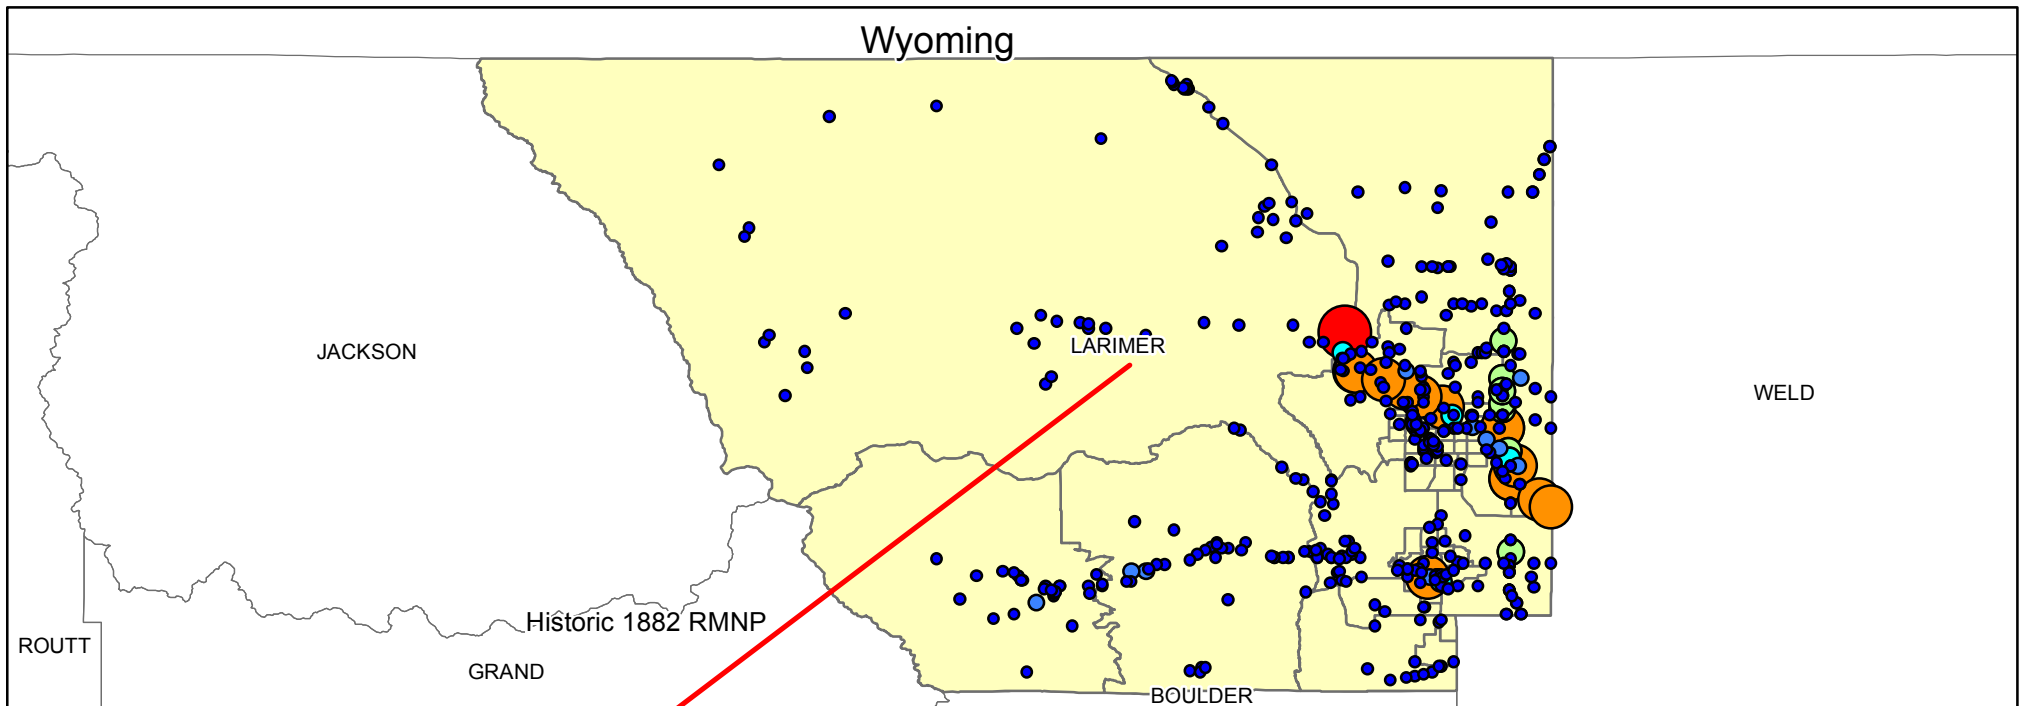 Wyoming
LARIMER
JACKSON
WELD
Historic 1882 RMNP
ROUTT
GRAND
BOULDER